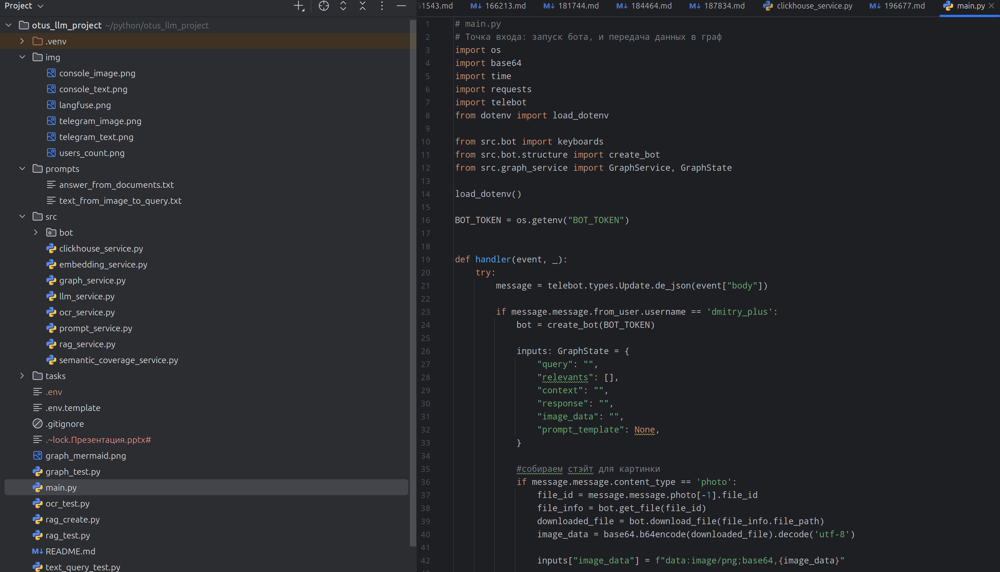 Project
otus_llm_project ~/python/otus_llm_project
.venv
img
console_image.png
console_text.png
langfuse.png
telegram_image.png
telegram_text.png
users_count.png
prompts
answer_from_documents.txt
text_from_image_to_query.txt
src
bot
clickhouse_service.py
embedding_service.py
graph_service.py
llm_service.py
ocr_service.py
prompt_service.py
rag_service.py
semantic_coverage_service.py
tasks
.env
.env.template
.gitignore
.~lock.Презентация.pptx#
graph_mermaid.png
graph_test.py
main.py
ocr_test.py
rag_create.py
rag_test.py
M↓ README.md
text_query_test.py
51543.md M↓ 166213.md M↓ 181744.md M↓ 184464.md M↓ 187834.md clickhouse_service.py M↓ 196677.md main.py
1 # main.py
2 # Точка входа: запуск бота, и передача данных в граф
3 import os
4 import base64
5 import time
6 import requests
7 import telebot
8 from dotenv import load_dotenv
9
10 from src.bot import keyboards
11 from src.bot.structure import create_bot
12 from src.graph_service import GraphService, GraphState
13
14 load_dotenv()
15
16 BOT_TOKEN = os.getenv("BOT_TOKEN")
17
18
19 def handler(event, _):
20 try:
21 message = telebot.types.Update.de_json(event["body"])
22
23 if message.message.from_user.username == 'dmitry_plus':
24 bot = create_bot(BOT_TOKEN)
25
26 inputs: GraphState = {
27 "query": "",
28 "relevants": [],
29 "context": "",
30 "response": "",
31 "image_data": "",
32 "prompt_template": None,
33 }
34
35 #собираем стэйт для картинки
36 if message.message.content_type == 'photo':
37 file_id = message.message.photo[-1].file_id
38 file_info = bot.get_file(file_id)
39 downloaded_file = bot.download_file(file_info.file_path)
40 image_data = base64.b64encode(downloaded_file).decode('utf-8')
41
42 inputs["image_data"] = f"data:image/png;base64,{image_data}"